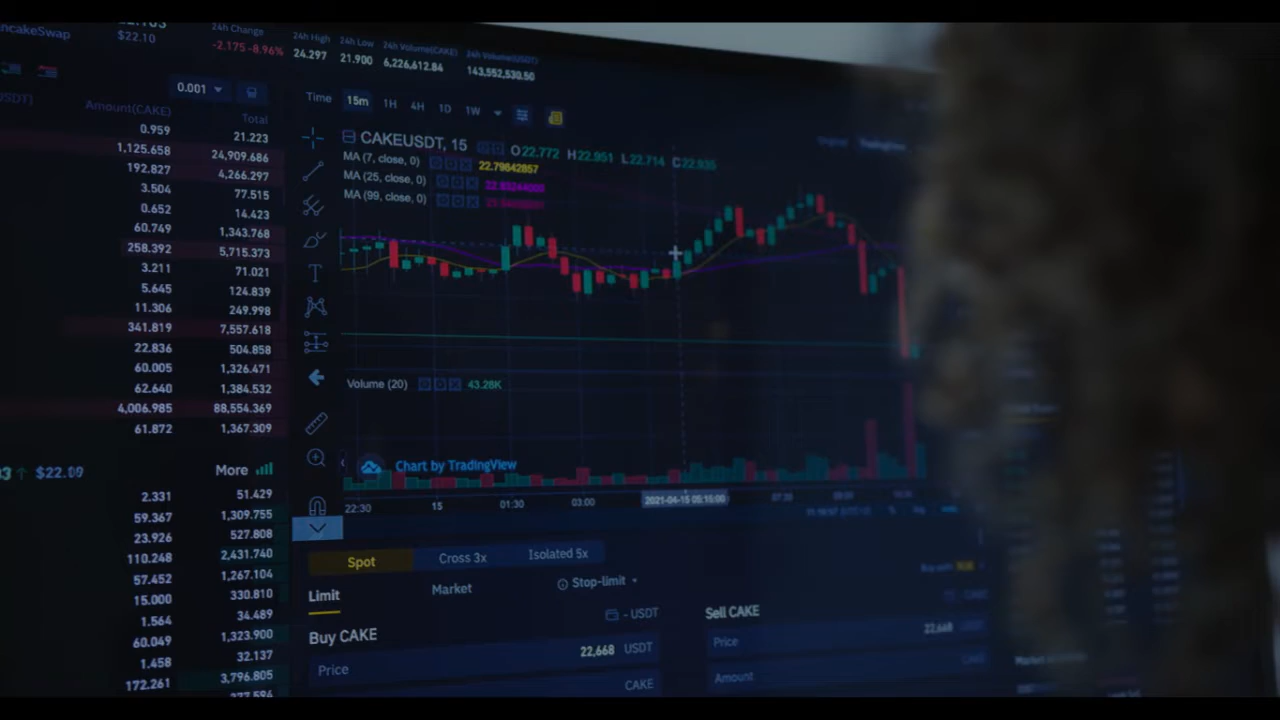 ncakeSwap
$22.10
24h Change
-2.175 -8.96%
24h High
24.297
24h Low
21.900
24h Volume(CAKE)
6,226,612.84
24h Volume(USDT)
143,552,530.50
0.001
Amount(CAKE)
Total
0.959 21.223
1,125.658 24,909.686
192.827 4,266.297
3.504 77.515
0.652 14.423
60.749 1,343.768
258.392 5,715.373
3.211 71.021
5.645 124.839
11.306 249.998
341.819 7,557.618
22.836 504.858
60.005 1,326.471
62.640 1,384.532
4,006.985 88,554.369
61.872 1,367.309
$22.09
More
2.331 51.429
59.367 1,309.755
23.926 527.808
110.248 2,431.740
57.452 1,267.104
15.000 330.810
1.564 34.489
60.049 1,323.900
1.458 32.137
172.261 3,796.805
Time 15m 1H 4H 1D 1W
CAKEUSDT, 15 O22.772 H22.951 L22.714 C22.935
MA (7, close, 0) 22.79842857
MA (25, close, 0) 22.83244000
MA (99, close, 0)
Volume (20) 43.28K
Chart by TradingView
22:30 15 01:30 03:00 2021-04-15 05:15:00 07:30
Spot Cross 3x Isolated 5x
Limit Market Stop-limit
- USDT
Buy CAKE
Price 22,668 USDT
CAKE
Sell CAKE
Price 22,668
Amount